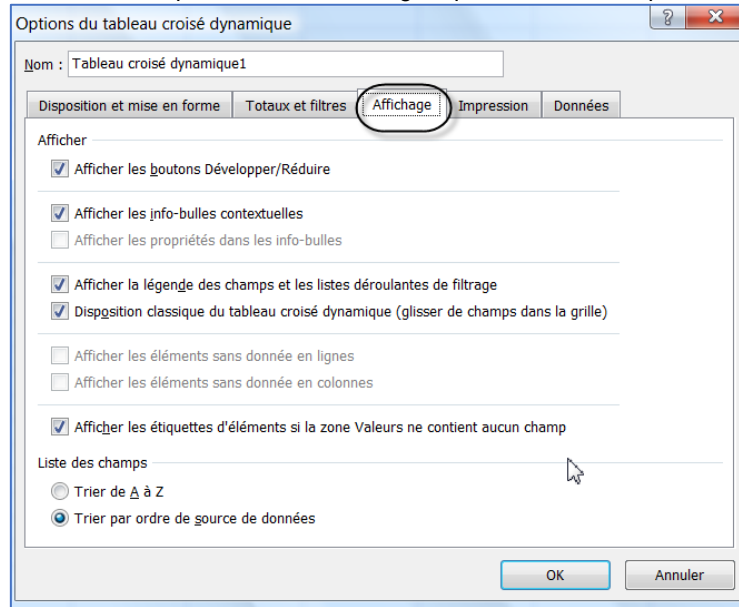 Options du tableau croisé dynamique
?
Nom : Tableau croisé dynamique1
Disposition et mise en forme Totaux et filtres Affichage Impression Données
Afficher
Afficher les boutons Développer/Réduire
Afficher les info-bulles contextuelles
Afficher les propriétés dans les info-bulles
Afficher la légende des champs et les listes déroulantes de filtrage
Disposition classique du tableau croisé dynamique (glisser de champs dans la grille)
Afficher les éléments sans donnée en lignes
Afficher les éléments sans donnée en colonnes
Afficher les étiquettes d'éléments si la zone Valeurs ne contient aucun champ
Liste des champs
Trier de A à Z
Trier par ordre de source de données
OK Annuler